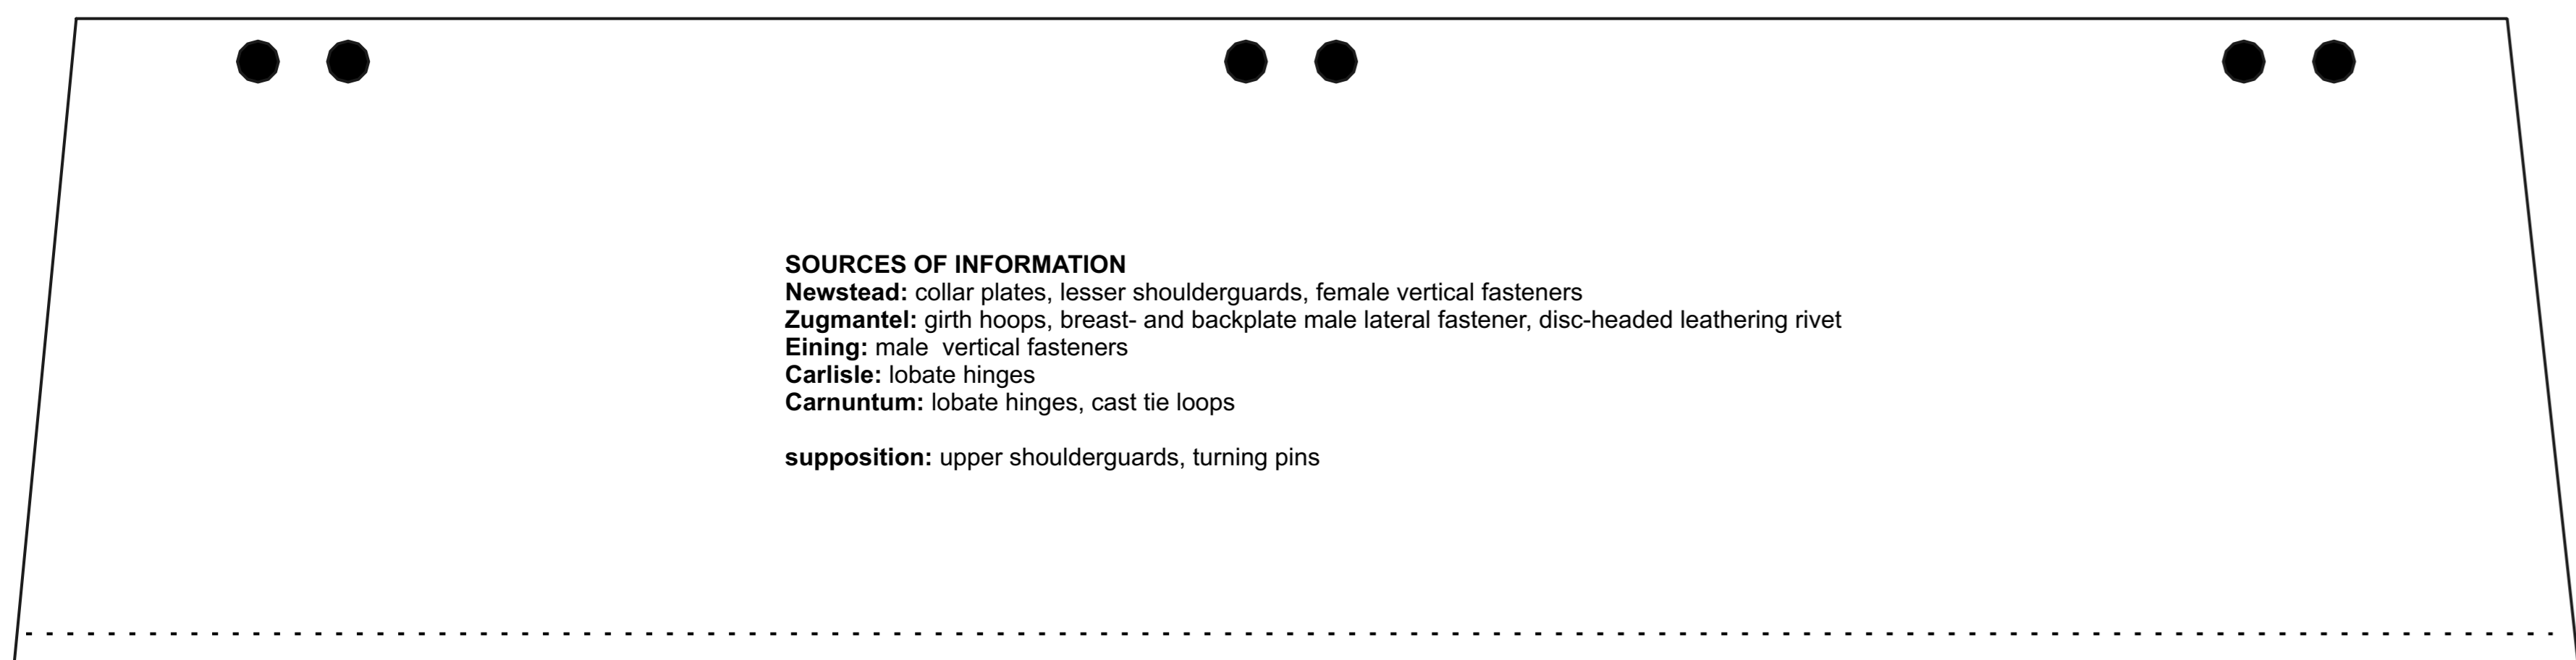 SOURCES OF INFORMATION
Newstead: collar plates, lesser shoulderguards, female vertical fasteners
Zugmantel: girth hoops, breast- and backplate male lateral fastener, disc-headed leathering rivet
Eining: male  vertical fasteners
Carlisle: lobate hinges
Carnuntum: lobate hinges, cast tie loops
supposition: upper shoulderguards, turning pins